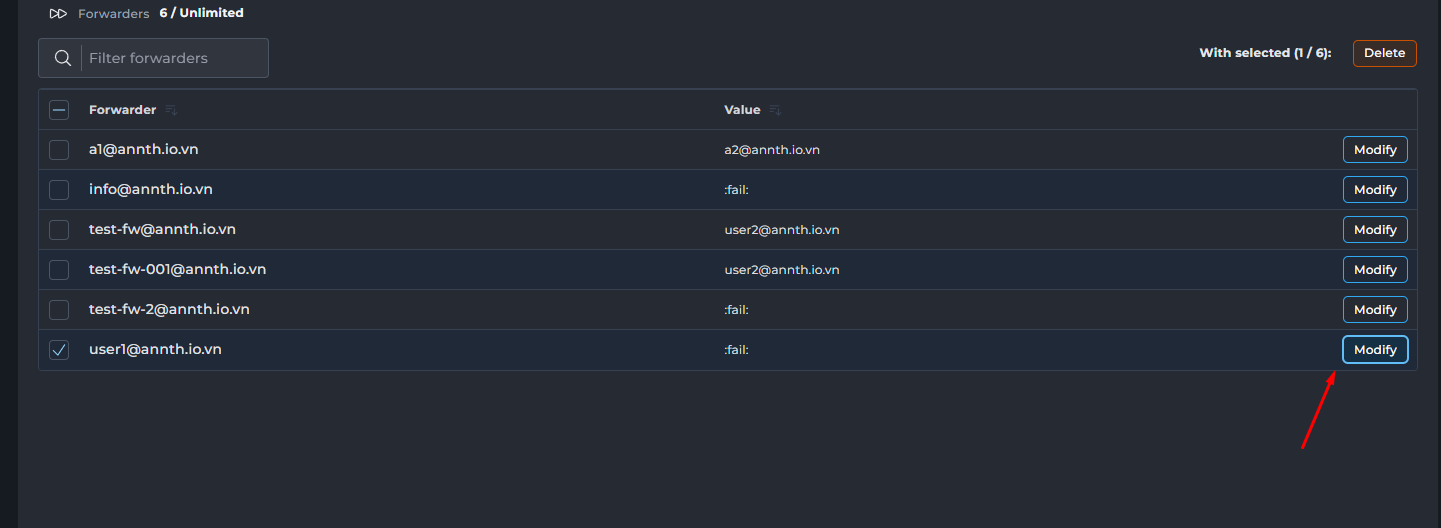 Forwarders 6 / Unlimited
Filter forwarders
With selected (1 / 6): Delete
Forwarder Value
a1@annth.io.vn a2@annth.io.vn Modify
info@annth.io.vn :fail: Modify
test-fw@annth.io.vn user2@annth.io.vn Modify
test-fw-001@annth.io.vn user2@annth.io.vn Modify
test-fw-2@annth.io.vn :fail: Modify
user1@annth.io.vn :fail: Modify